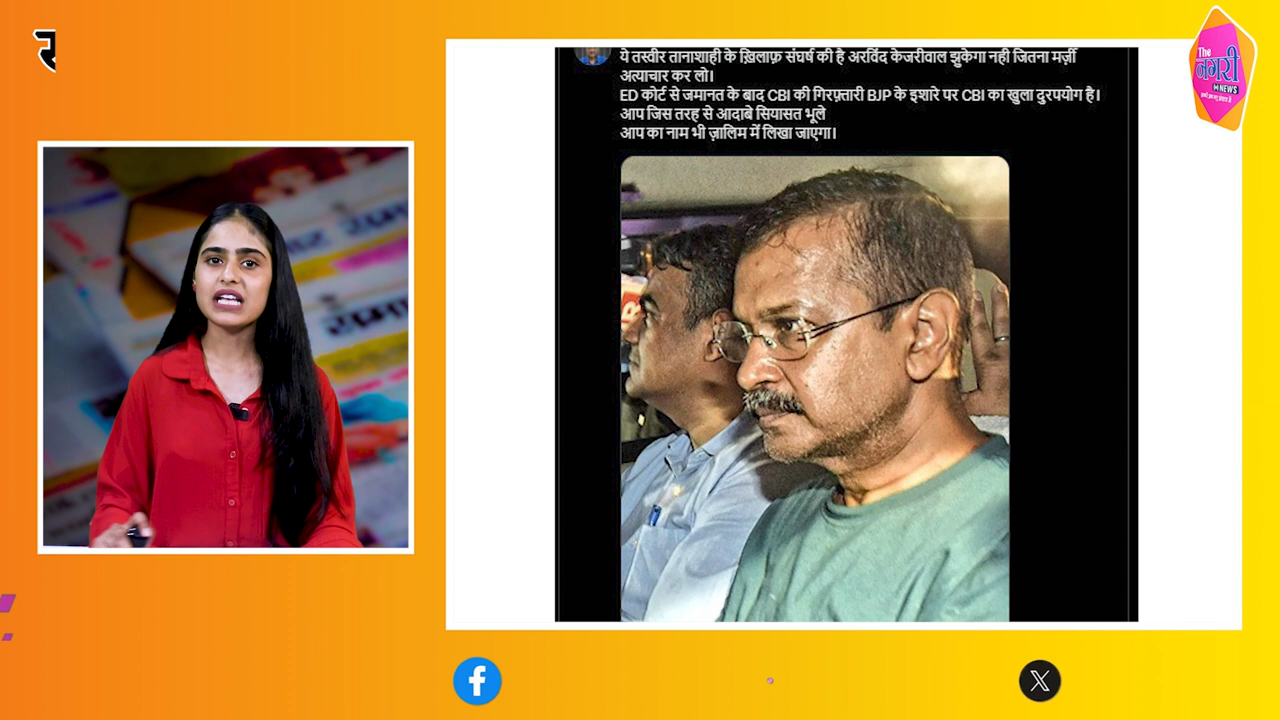 ये तस्वीर तानाशाही के ख़िलाफ़ संघर्ष की है अरविंद केजरीवाल झुकेगा नही जितना मर्ज़ी
अत्याचार कर लो।
ED कोर्ट से जमानत के बाद CBI की गिरफ़्तारी BJP के इशारे पर CBI का खुला दुरपयोग है।
आप जिस तरह से आदाबे सियासत भूले
आप का नाम भी ज़ालिम में लिखा जाएगा।
The
नगरी
NEWS